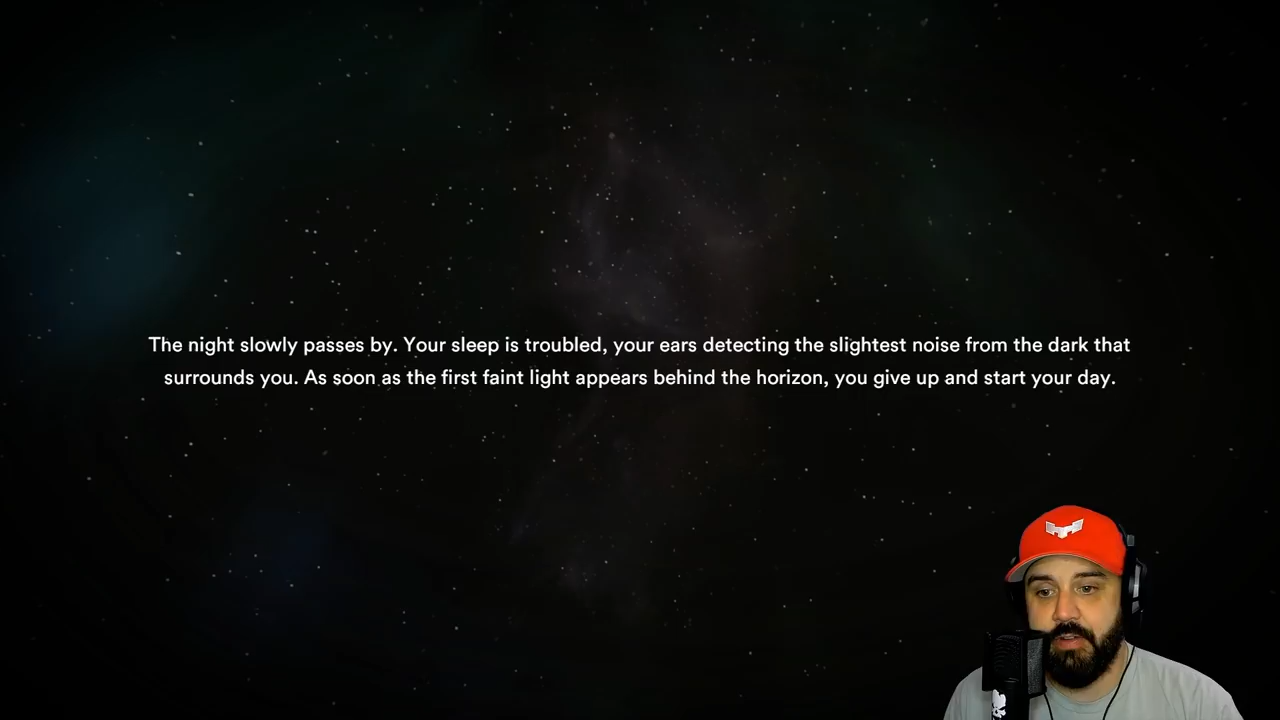 The night slowly passes by. Your sleep is troubled, your ears detecting the slightest noise from the dark that
surrounds you. As soon as the first faint light appears behind the horizon, you give up and start your day.